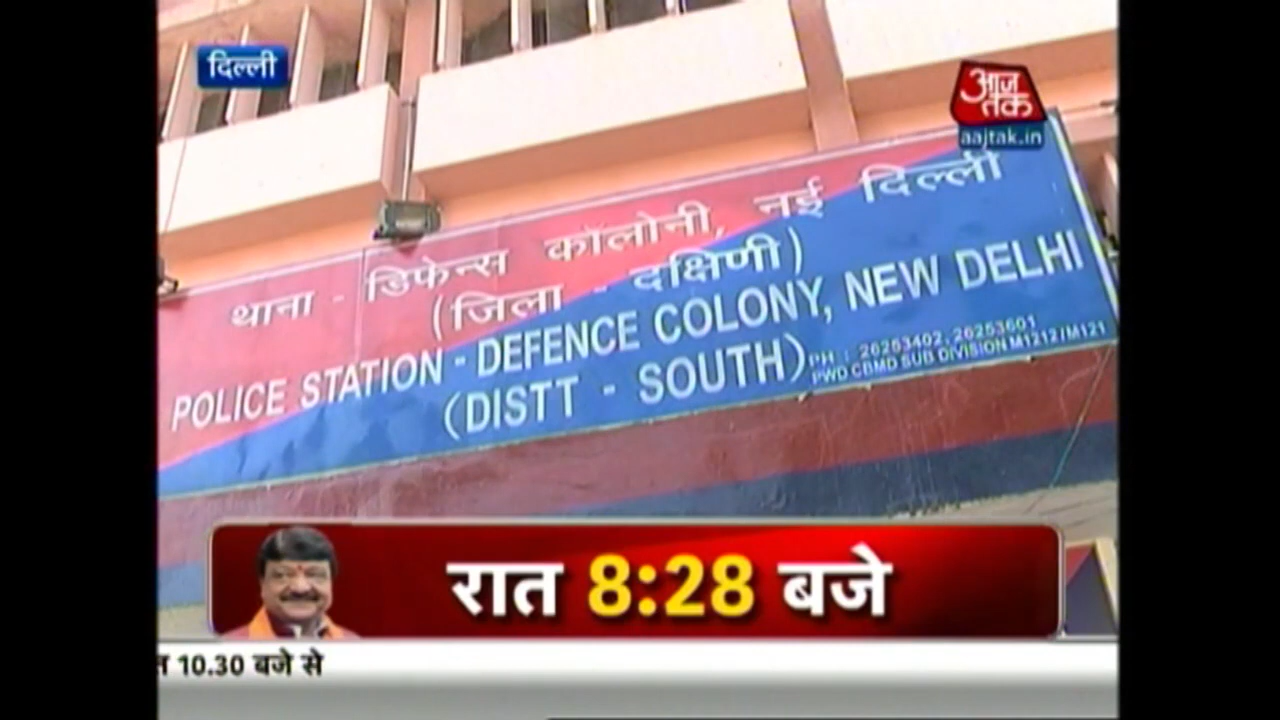 दिल्ली
आज
तक
aajtak.in
थाना - डिफेन्स कॉलोनी, नई दिल्ली
(जिला - दक्षिणी)
POLICE STATION - DEFENCE COLONY, NEW DELHI
(DISTT - SOUTH)
PH : 26253402, 26253601
PWD CBMD SUB DIVISION M1212/M121
रात 8:28 बजे
10.30 बजे से